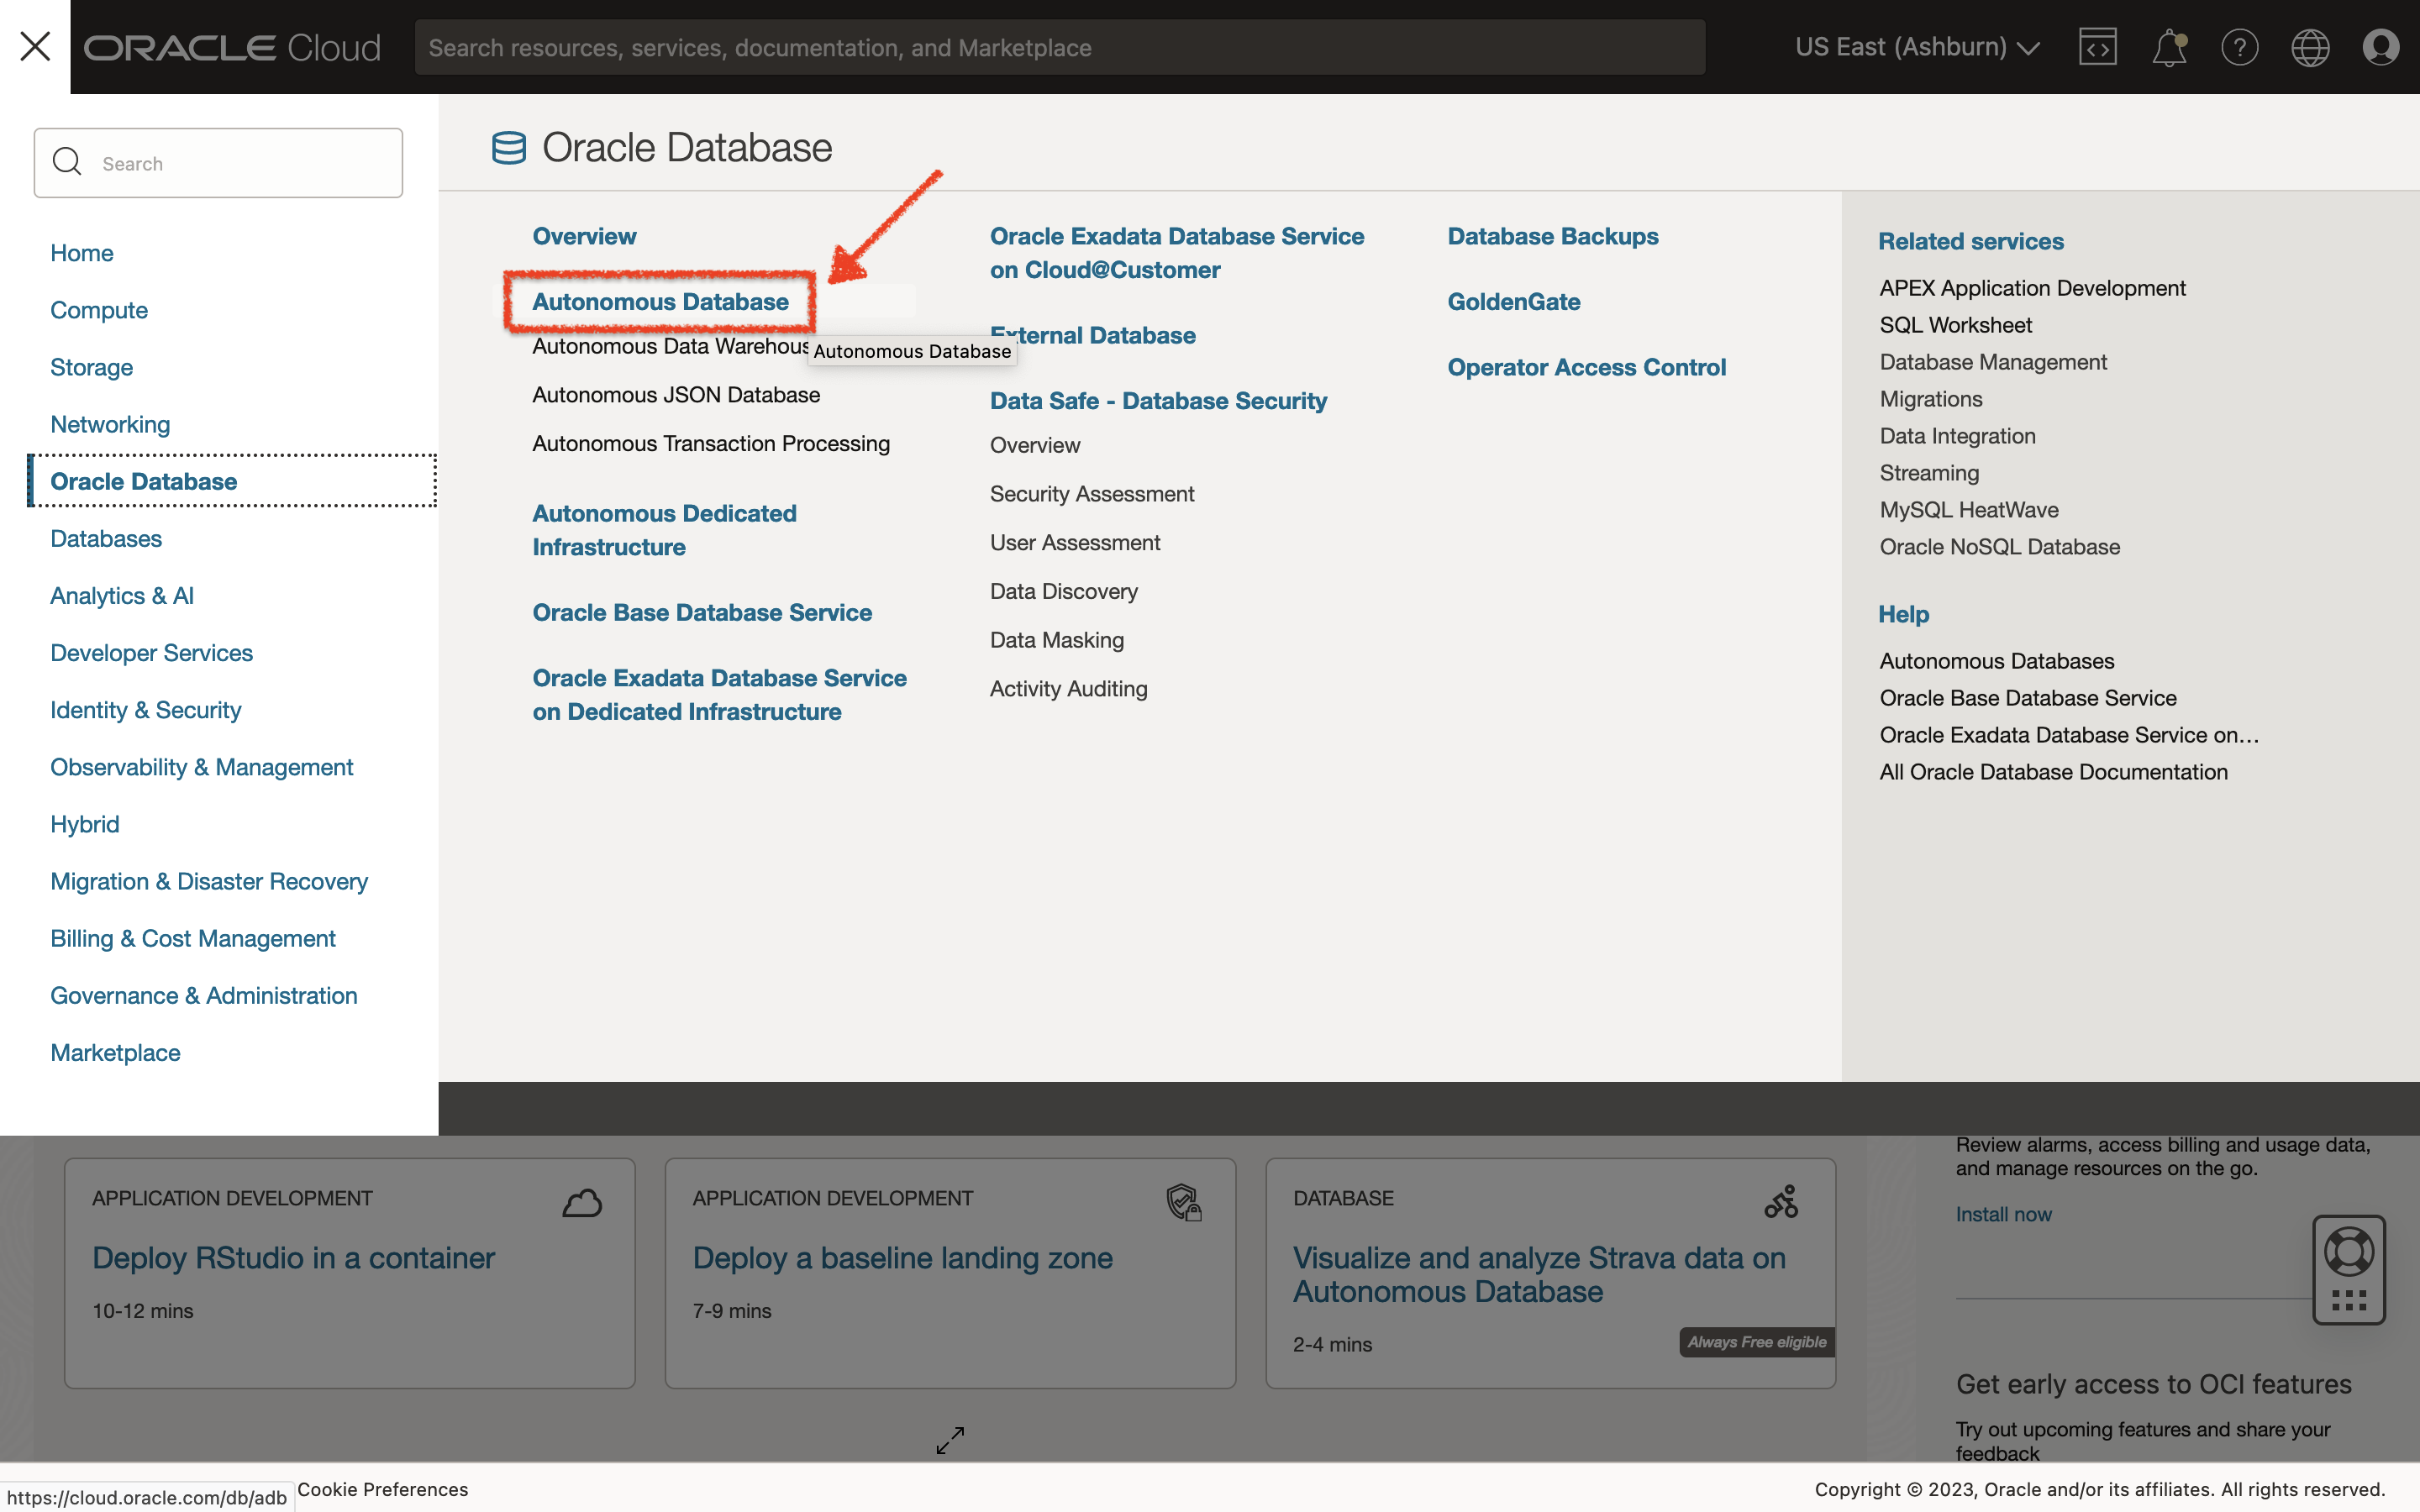 ORACLE Cloud
Search resources, services, documentation, and Marketplace
US East (Ashburn)
Search
Home
Compute
Storage
Networking
Oracle Database
Databases
Analytics & AI
Developer Services
Identity & Security
Observability & Management
Hybrid
Migration & Disaster Recovery
Billing & Cost Management
Governance & Administration
Marketplace
Oracle Database
Overview
Autonomous Database
Autonomous Data Warehous
Autonomous Database
Autonomous JSON Database
Autonomous Transaction Processing
Autonomous Dedicated
Infrastructure
Oracle Base Database Service
Oracle Exadata Database Service
on Dedicated Infrastructure
Oracle Exadata Database Service
on Cloud@Customer
External Database
Data Safe - Database Security
Overview
Security Assessment
User Assessment
Data Discovery
Data Masking
Activity Auditing
Database Backups
GoldenGate
Operator Access Control
Related services
APEX Application Development
SQL Worksheet
Database Management
Migrations
Data Integration
Streaming
MySQL HeatWave
Oracle NoSQL Database
Help
Autonomous Databases
Oracle Base Database Service
Oracle Exadata Database Service on...
All Oracle Database Documentation
APPLICATION DEVELOPMENT
Deploy RStudio in a container
10-12 mins
APPLICATION DEVELOPMENT
Deploy a baseline landing zone
7-9 mins
DATABASE
Visualize and analyze Strava data on
Autonomous Database
2-4 mins
Always Free eligible
Review alarms, access billing and usage data,
and manage resources on the go.
Install now
Get early access to OCI features
Try out upcoming features and share your
feedback
https://cloud.oracle.com/db/adb
Cookie Preferences
Copyright © 2023, Oracle and/or its affiliates. All rights reserved.